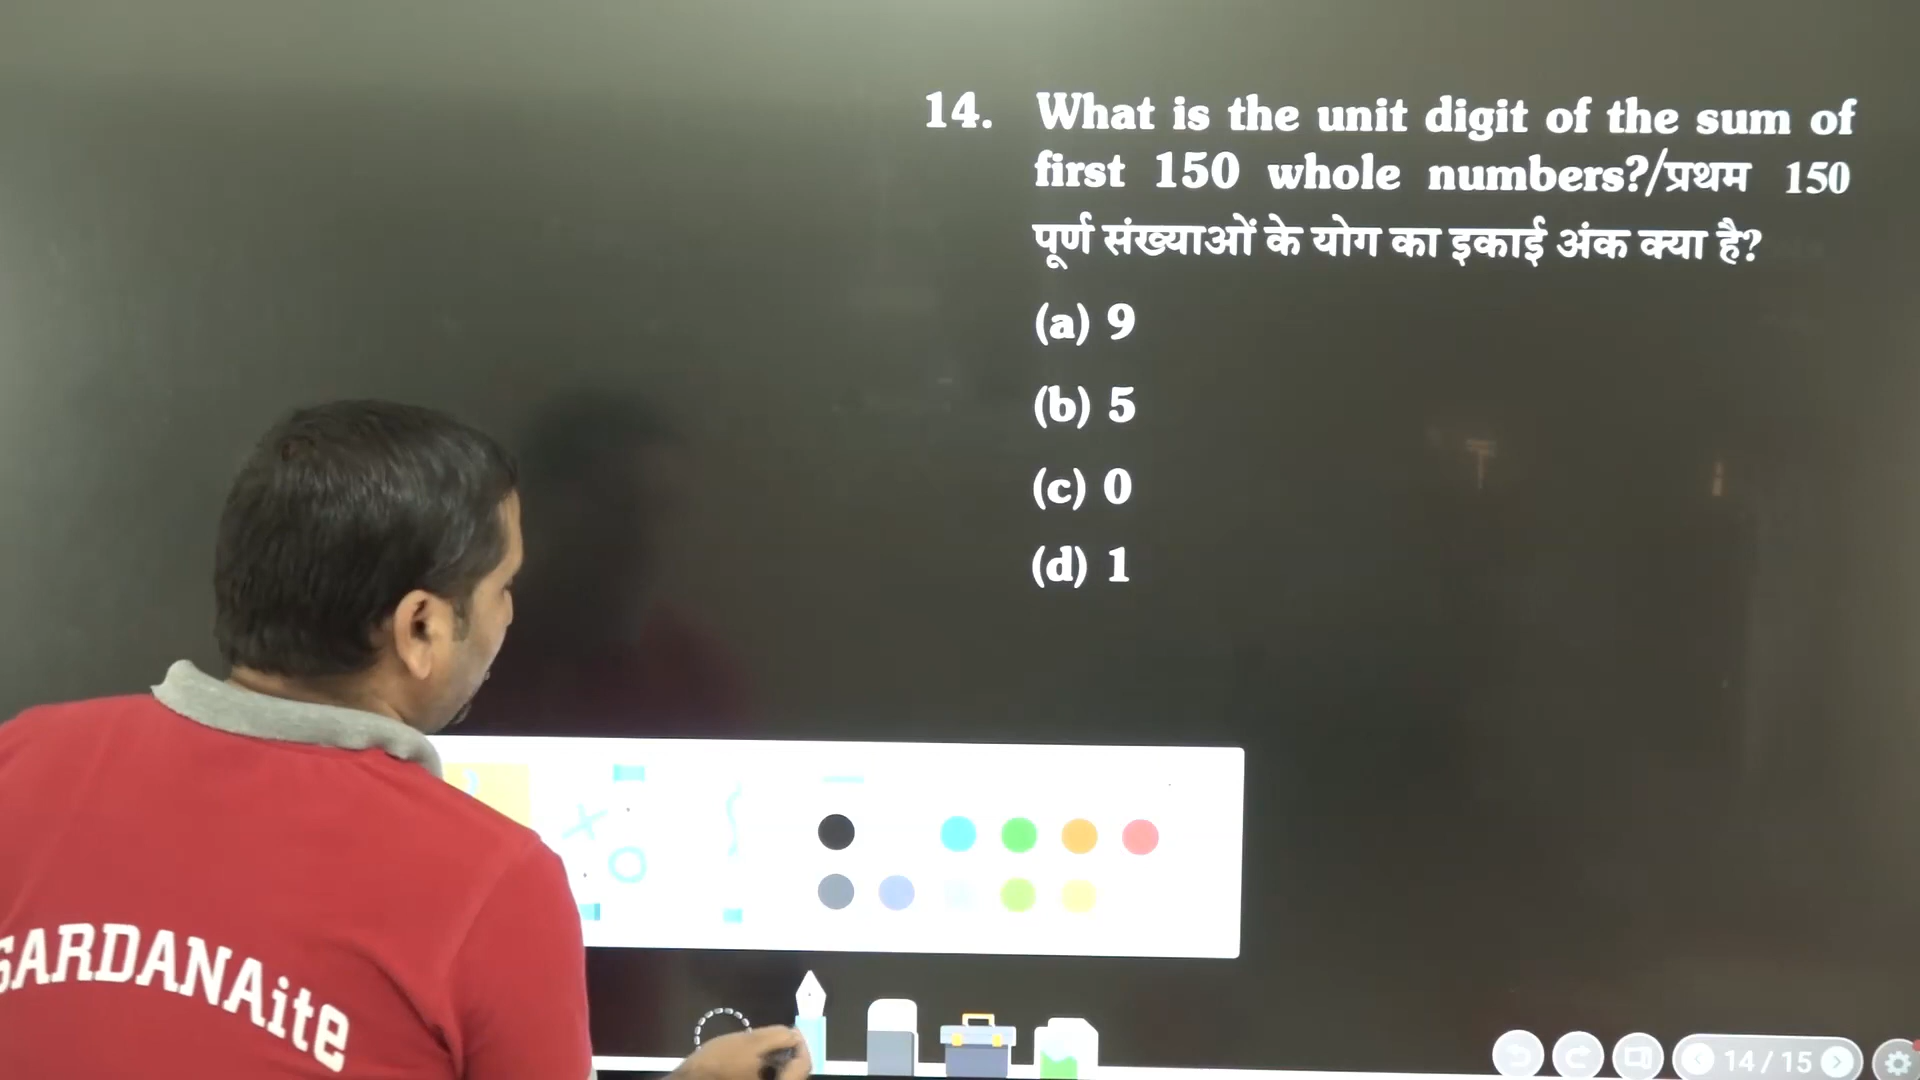 14. What is the unit digit of the sum of
first 150 whole numbers?/प्रथम 150
पूर्ण संख्याओं के योग का इकाई अंक क्या है?
(a) 9
(b) 5
(c) 0
(d) 1
SARDANAite
14/15